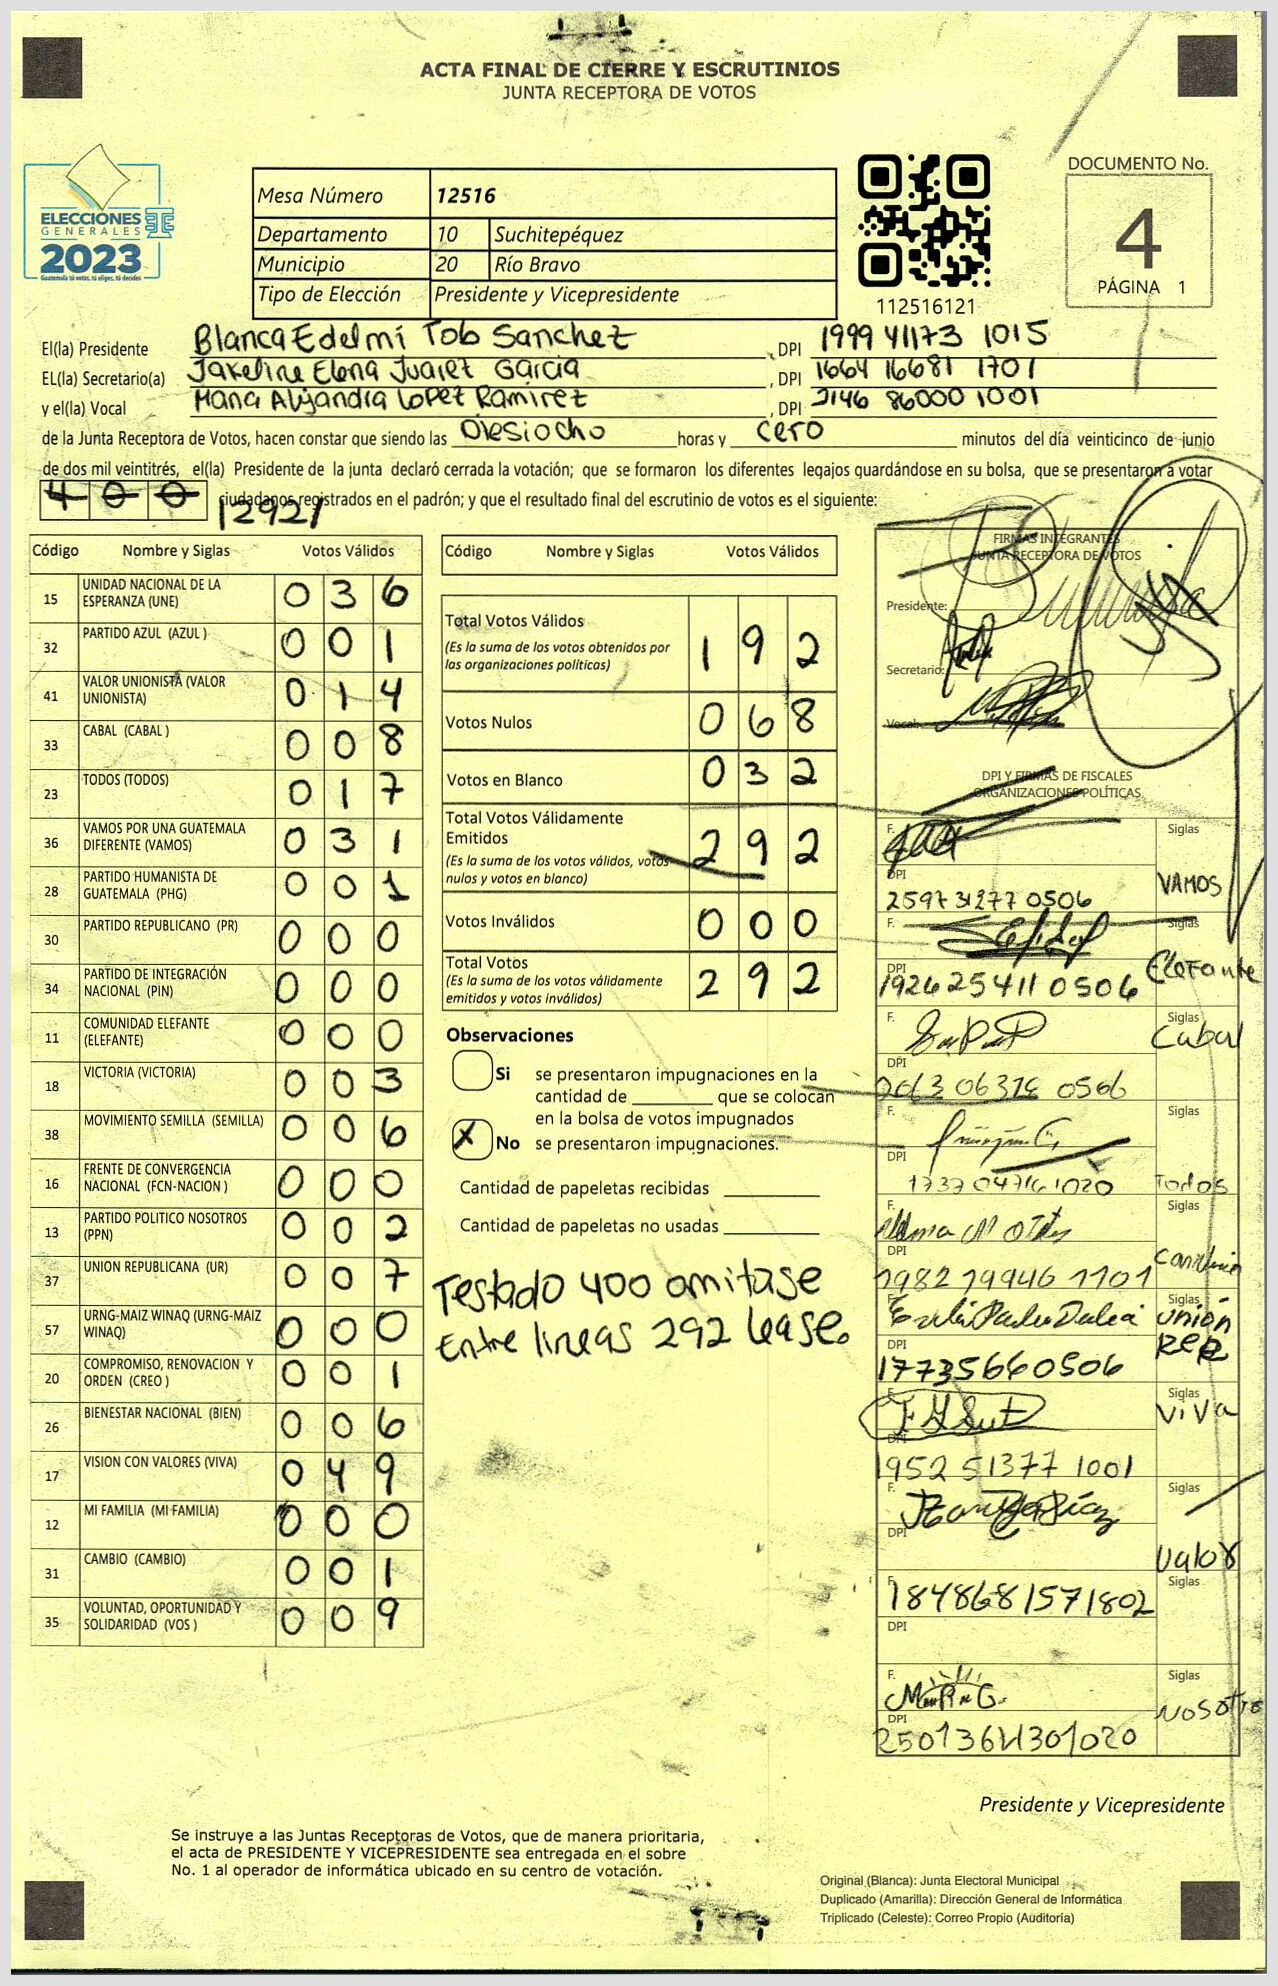 ACTA FINAL DE CIERRE Y ESCRUTINIOS
JUNTA RECEPTORA DE VOTOS
ELECCIONES
GENERALES
2023
Guatemala tú votas, tú eliges, tú decides
Mesa Número 12516
Departamento 10 Suchitepéquez
Municipio 20 Río Bravo
Tipo de Elección Presidente y Vicepresidente
112516121
DOCUMENTO No.
4
PÁGINA 1
El(la) Presidente Blanca Edelmi Tob Sanchez , DPI 1999 41173 1015
EL(la) Secretario(a) Jakeline Elena Juarez Garcia , DPI 1664 16681 1701
y el(la) Vocal Maria Alejandra Lopez Ramirez , DPI 3146 86000 1001
de la Junta Receptora de Votos, hacen constar que siendo las Diesiocho horas y cero minutos del día veinticinco de junio
de dos mil veintitrés, el(la) Presidente de la junta declaró cerrada la votación; que se formaron los diferentes legajos guardándose en su bolsa, que se presentaron a votar
400 ciudadanos registrados en el padrón; y que el resultado final del escrutinio de votos es el siguiente:
/292/
Código Nombre y Siglas Votos Válidos
15 UNIDAD NACIONAL DE LA ESPERANZA (UNE) 0 3 6
32 PARTIDO AZUL (AZUL ) 0 0 1
41 VALOR UNIONISTA (VALOR UNIONISTA) 0 1 4
33 CABAL (CABAL ) 0 0 8
23 TODOS (TODOS) 0 1 7
36 VAMOS POR UNA GUATEMALA DIFERENTE (VAMOS) 0 3 1
28 PARTIDO HUMANISTA DE GUATEMALA (PHG) 0 0 1
30 PARTIDO REPUBLICANO (PR) 0 0 0
34 PARTIDO DE INTEGRACIÓN NACIONAL (PIN) 0 0 0
11 COMUNIDAD ELEFANTE (ELEFANTE) 0 0 0
18 VICTORIA (VICTORIA) 0 0 3
38 MOVIMIENTO SEMILLA (SEMILLA) 0 0 6
16 FRENTE DE CONVERGENCIA NACIONAL (FCN-NACION ) 0 0 0
13 PARTIDO POLITICO NOSOTROS (PPN) 0 0 2
37 UNION REPUBLICANA (UR) 0 0 7
57 URNG-MAIZ WINAQ (URNG-MAIZ WINAQ) 0 0 0
20 COMPROMISO, RENOVACION Y ORDEN (CREO ) 0 0 1
26 BIENESTAR NACIONAL (BIEN) 0 0 6
17 VISION CON VALORES (VIVA) 0 4 9
12 MI FAMILIA (MI FAMILIA) 0 0 0
31 CAMBIO (CAMBIO) 0 0 1
35 VOLUNTAD, OPORTUNIDAD Y SOLIDARIDAD (VOS ) 0 0 9
Código Nombre y Siglas Votos Válidos
Total Votos Válidos 1 9 2
(Es la suma de los votos obtenidos por
las organizaciones políticas)
Votos Nulos 0 6 8
Votos en Blanco 0 3 2
Total Votos Válidamente
Emitidos 2 9 2
(Es la suma de los votos válidos, votos
nulos y votos en blanco)
Votos Inválidos 0 0 0
Total Votos 2 9 2
(Es la suma de los votos válidamente
emitidos y votos inválidos)
Observaciones
Si se presentaron impugnaciones en la
cantidad de ________ que se colocan
en la bolsa de votos impugnados
X No se presentaron impugnaciones.
Cantidad de papeletas recibidas
Cantidad de papeletas no usadas
Testado 400 omitase
Entre lineas 292 lease.
FIRMAS INTEGRANTES
JUNTA RECEPTORA DE VOTOS
Presidente:
Secretario:
Vocal:
DPI Y FIRMAS DE FISCALES
ORGANIZACIONES POLÍTICAS
F. Siglas
DPI VAMOS
2597 31277 0506
F. Siglas
DPI Elefante
1926 25411 0506
F. Siglas
Cabal
DPI
2063 06312 0506
F. Siglas
DPI
1737 04716 1020 Todos
F. Siglas
DPI
1982 19946 1101
F. Siglas
union
Rep
DPI
17735660506
F. Siglas
VIVA
DPI
1952 51377 1001
F. Siglas
DPI
valor
F. Siglas
1848681571802
DPI
F. Siglas
Nosotro
DPI
2501364301020
Presidente y Vicepresidente
Se instruye a las Juntas Receptoras de Votos, que de manera prioritaria,
el acta de PRESIDENTE Y VICEPRESIDENTE sea entregada en el sobre
No. 1 al operador de informática ubicado en su centro de votación.
Original (Blanca): Junta Electoral Municipal
Duplicado (Amarilla): Dirección General de Informática
Triplicado (Celeste): Correo Propio (Auditoría)